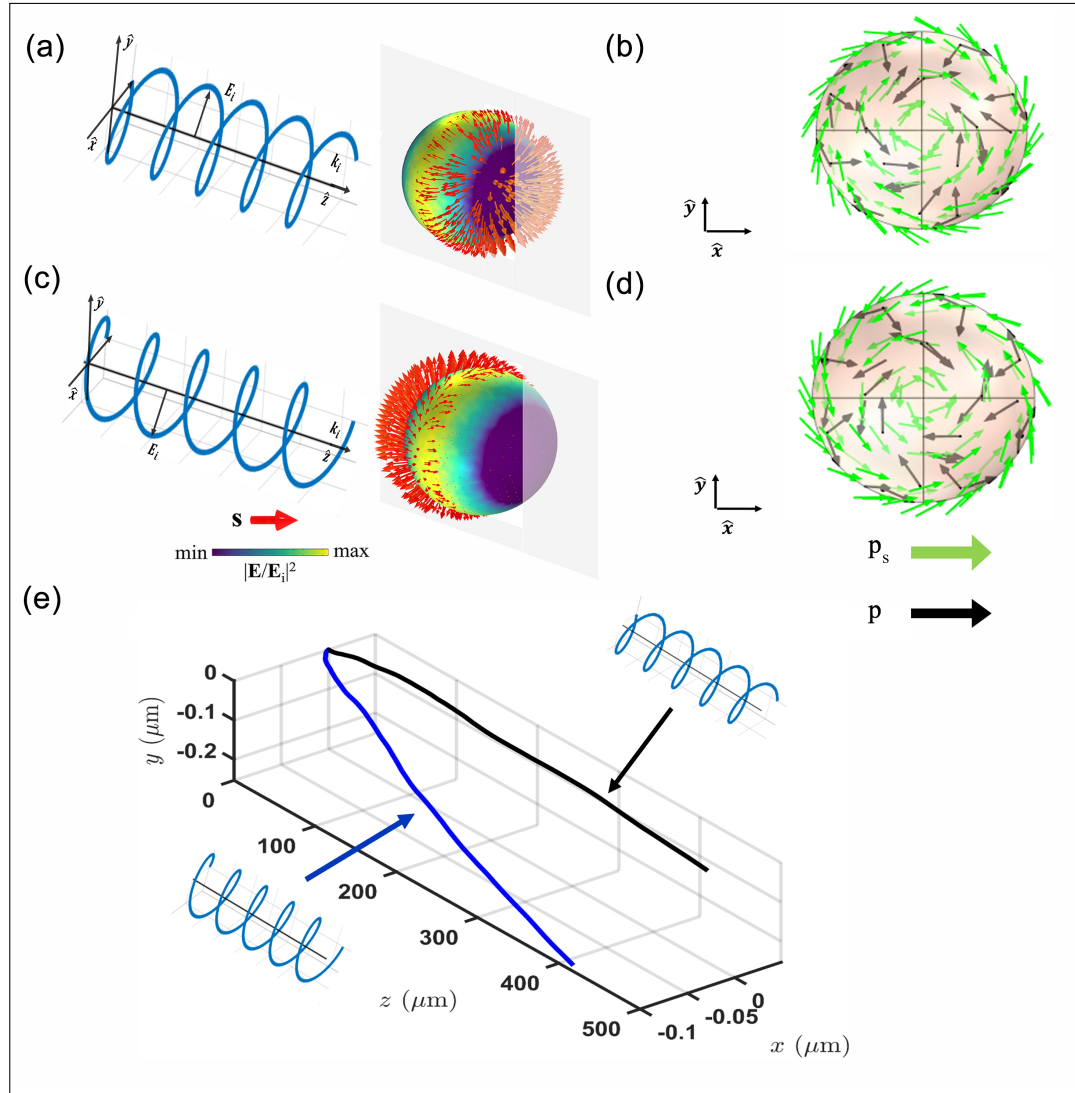 (a)
ŷ
E_i
x̂
k_i
ẑ
(b)
ŷ
x̂
(c)
ŷ
x̂
E_i
k_i
ẑ
s
min max
|E/E_i|²
(d)
ŷ
x̂
p_s
p
(e)
0
-0.1
-0.2
y (μm)
0
100
200
300
400
500
z (μm)
0
-0.05
-0.1
x (μm)